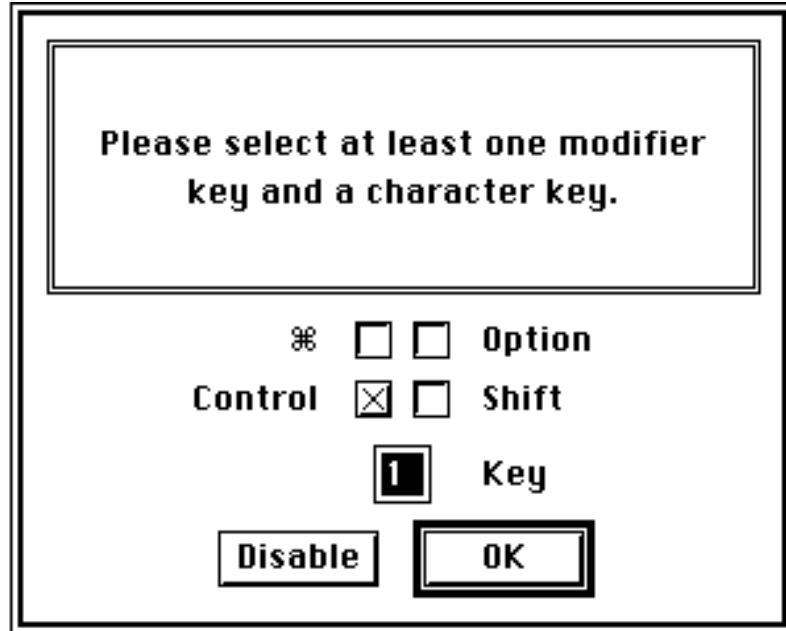 Please select at least one modifier
key and a character key.
⌘ Option
Control Shift
1 Key
Disable OK